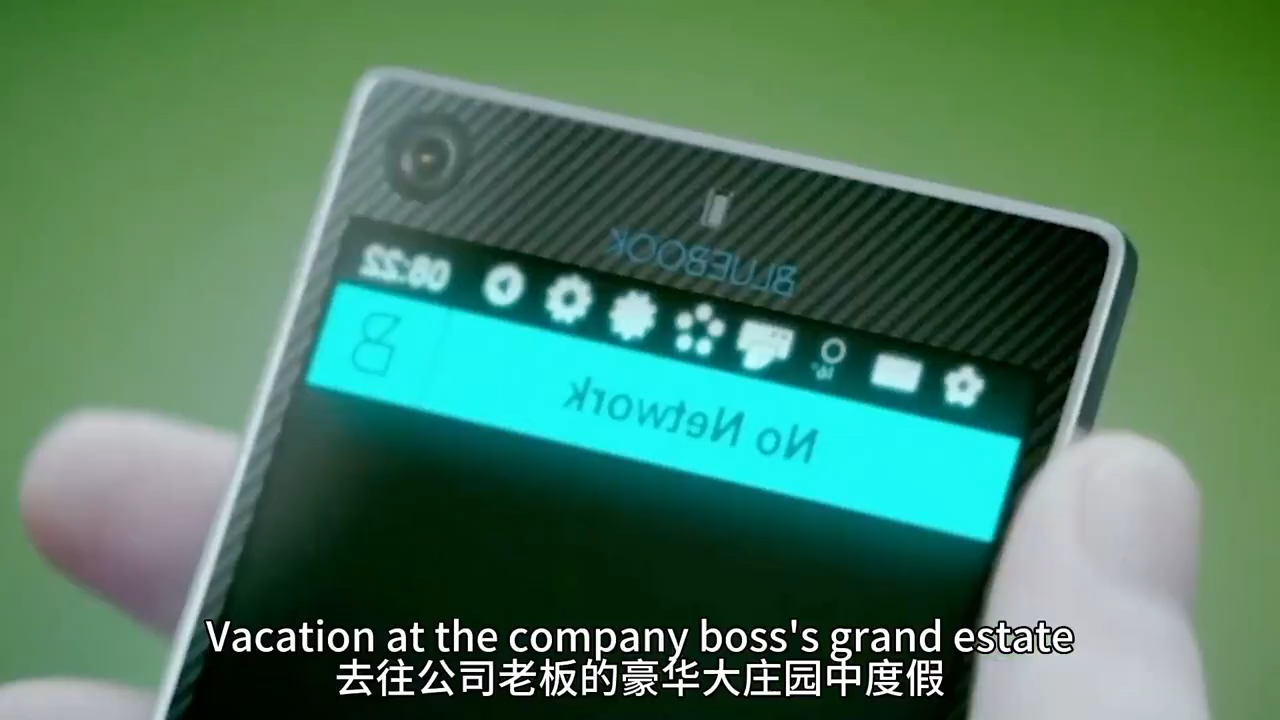 BLUEBOOK
08:22
No Network
Vacation at the company boss's grand estate
去往公司老板的豪华大庄园中度假